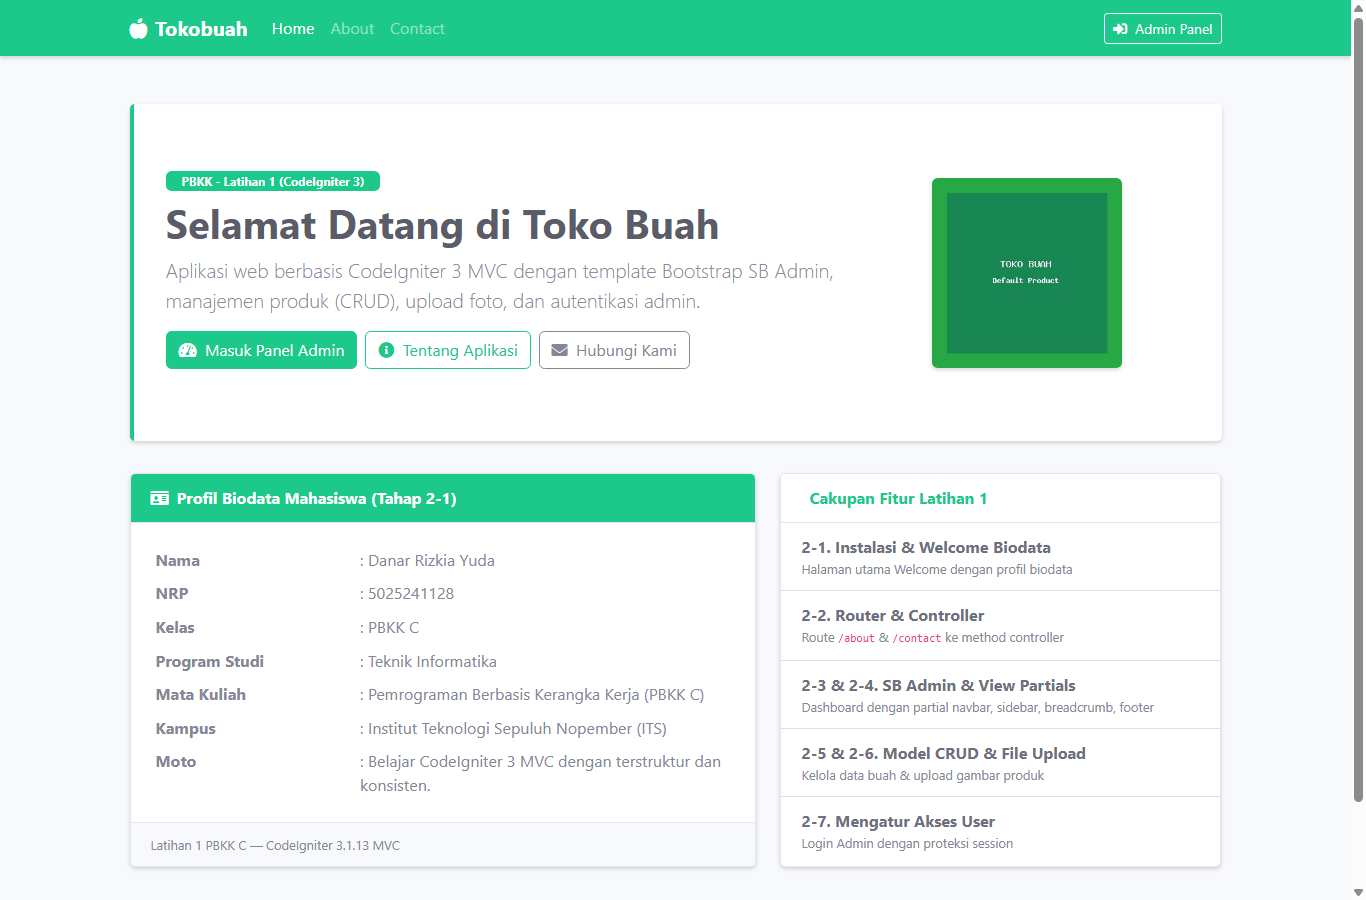 Tokobuah Home About Contact Admin Panel
PBKK - Latihan 1 (CodeIgniter 3)
Selamat Datang di Toko Buah
Aplikasi web berbasis CodeIgniter 3 MVC dengan template Bootstrap SB Admin,
manajemen produk (CRUD), upload foto, dan autentikasi admin.
Masuk Panel Admin Tentang Aplikasi Hubungi Kami
TOKO BUAH
Default Product
Profil Biodata Mahasiswa (Tahap 2-1)
Nama : Danar Rizkia Yuda
NRP : 5025241128
Kelas : PBKK C
Program Studi : Teknik Informatika
Mata Kuliah : Pemrograman Berbasis Kerangka Kerja (PBKK C)
Kampus : Institut Teknologi Sepuluh Nopember (ITS)
Moto : Belajar CodeIgniter 3 MVC dengan terstruktur dan
konsisten.
Latihan 1 PBKK C — CodeIgniter 3.1.13 MVC
Cakupan Fitur Latihan 1
2-1. Instalasi & Welcome Biodata
Halaman utama Welcome dengan profil biodata
2-2. Router & Controller
Route /about & /contact ke method controller
2-3 & 2-4. SB Admin & View Partials
Dashboard dengan partial navbar, sidebar, breadcrumb, footer
2-5 & 2-6. Model CRUD & File Upload
Kelola data buah & upload gambar produk
2-7. Mengatur Akses User
Login Admin dengan proteksi session